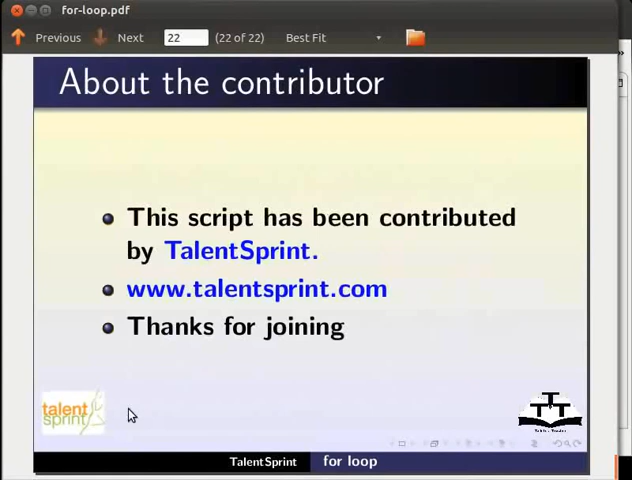 for-loop.pdf
Previous Next 22 (22 of 22) Best Fit
About the contributor
This script has been contributed
by TalentSprint.
www.talentsprint.com
Thanks for joining
talent
sprint
TalentSprint for loop